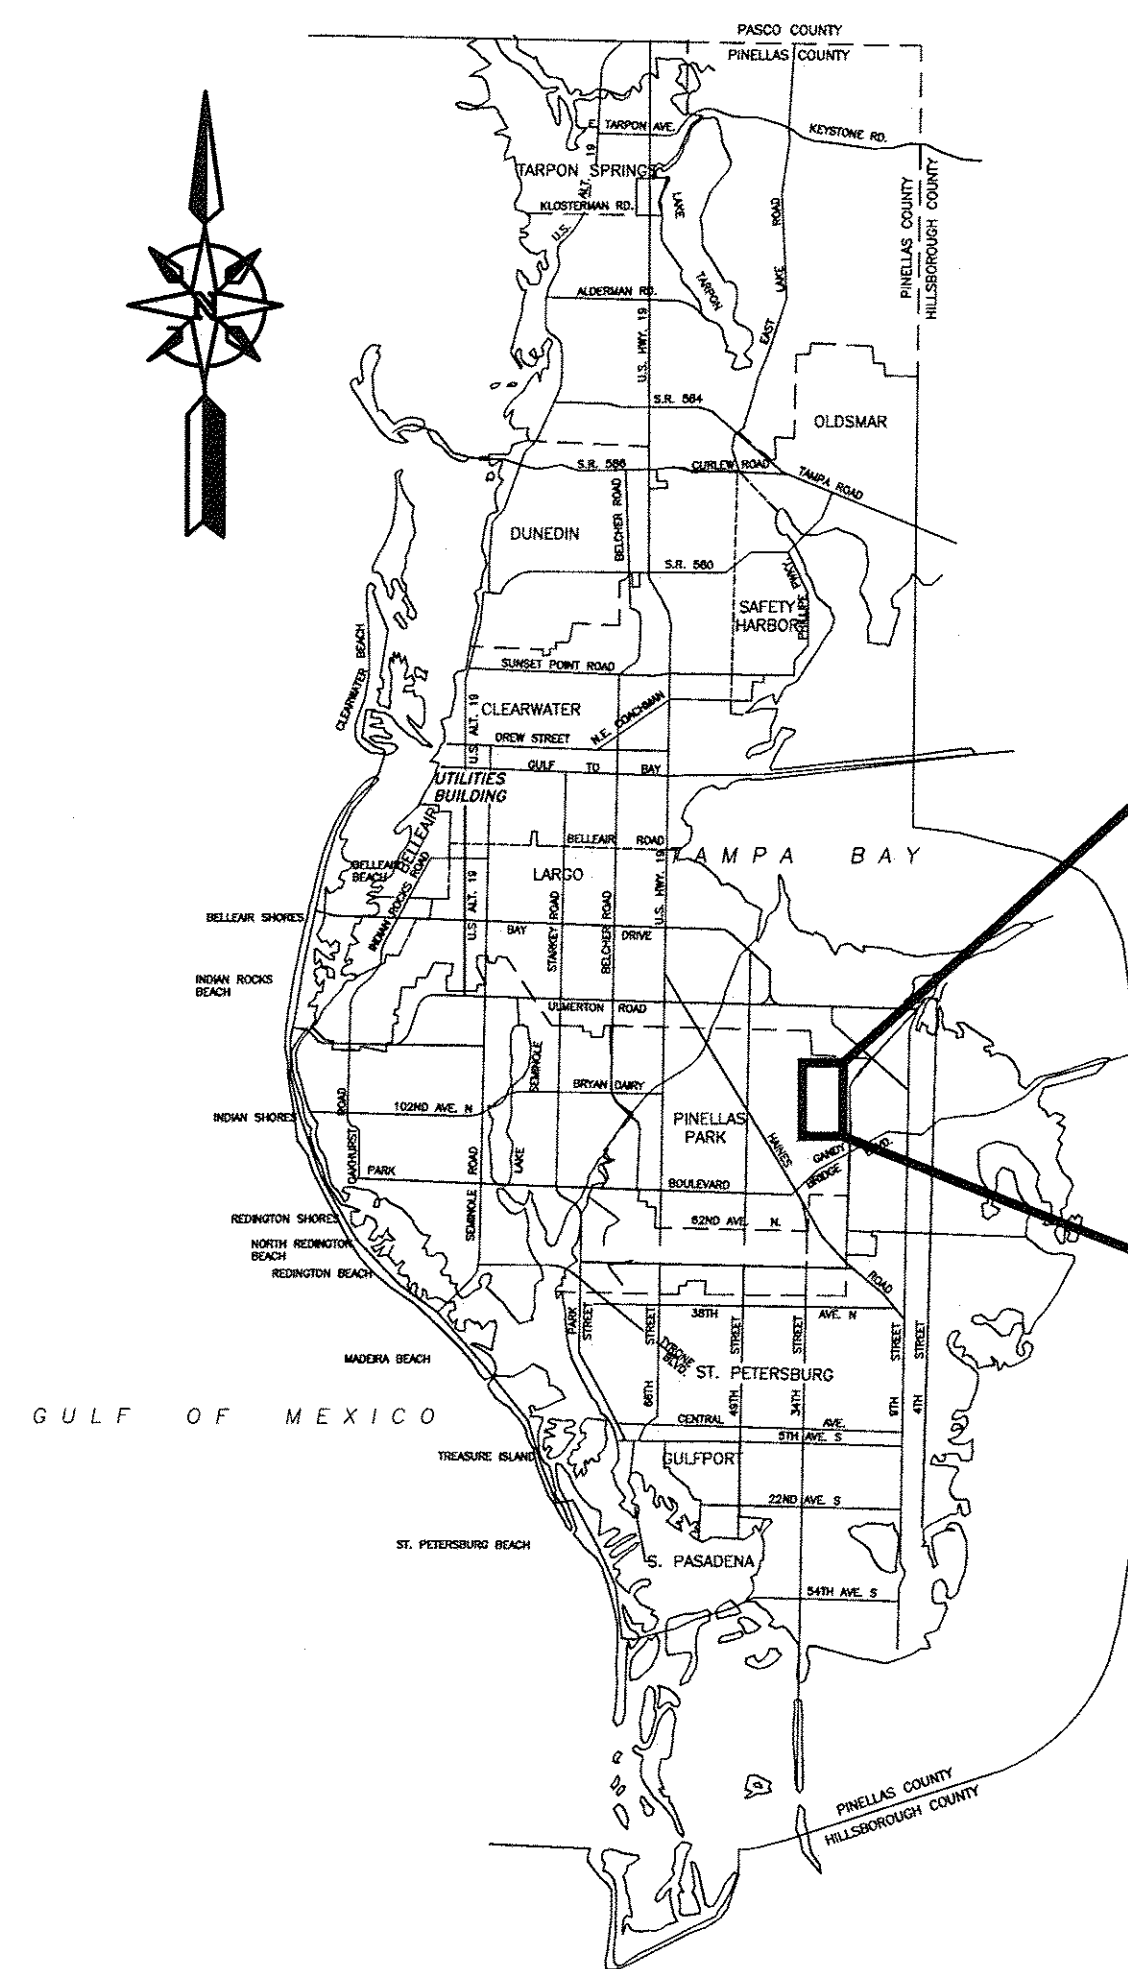 PASCO COUNTY
PINELLAS COUNTY
E. TARPON AVE.
KEYSTONE RD.
TARPON SPRINGS
U.S. ALT. 19
KLOSTERMAN RD.
LAKE TARPON
EAST LAKE ROAD
PINELLAS COUNTY
HILLSBOROUGH COUNTY
N
ALDERMAN RD.
U.S. HWY. 19
S.R. 584
OLDSMAR
S.R. 586
CURLEW ROAD
TAMPA ROAD
BELCHER ROAD
DUNEDIN
S.R. 580
PHILLIPE PKWY.
SAFETY
HARBOR
CLEARWATER BEACH
SUNSET POINT ROAD
U.S. ALT. 19
CLEARWATER
N.E. COACHMAN
DREW STREET
GULF TO BAY
UTILITIES
BUILDING
BELLEAIR
BELLEAIR ROAD
TAMPA BAY
BELLEAIR
BEACH
INDIAN ROCKS ROAD
LARGO
U.S. HWY. 19
U.S ALT. 19
STARKEY ROAD
BELCHER ROAD
BELLEAIR SHORES
BAY DRIVE
INDIAN ROCKS
BEACH
ULMERTON ROAD
LAKE SEMINOLE
BRYAN DAIRY
102ND AVE. N
INDIAN SHORES
OAKHURST ROAD
PINELLAS
PARK
HAINES ROAD
GANDY BLVD.
BRIDGE
PARK BOULEVARD
SEMINOLE ROAD
62ND AVE. N.
REDINGTON SHORES
NORTH REDINGTON
BEACH
REDINGTON BEACH
38TH AVE. N
PARK STREET
66TH STREET
49TH STREET
34TH STREET
9TH STREET
4TH STREET
TYRONE
BLVD.
MADEIRA BEACH
ST. PETERSBURG
GULF OF MEXICO
CENTRAL AVE.
5TH AVE. S
TREASURE ISLAND
GULFPORT
22ND AVE. S
ST. PETERSBURG BEACH
S. PASADENA
54TH AVE. S
PINELLAS COUNTY
HILLSBOROUGH COUNTY